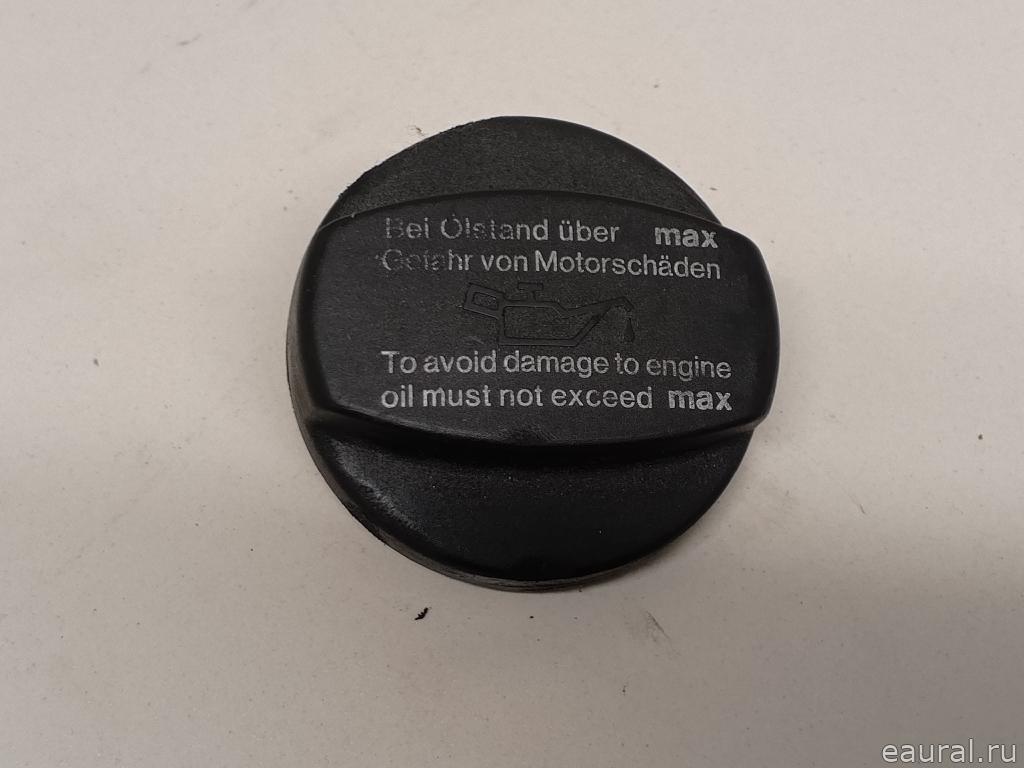 Bei Ölstand über max
Gefahr von Motorschäden
To avoid damage to engine
oil must not exceed max
eaural.ru